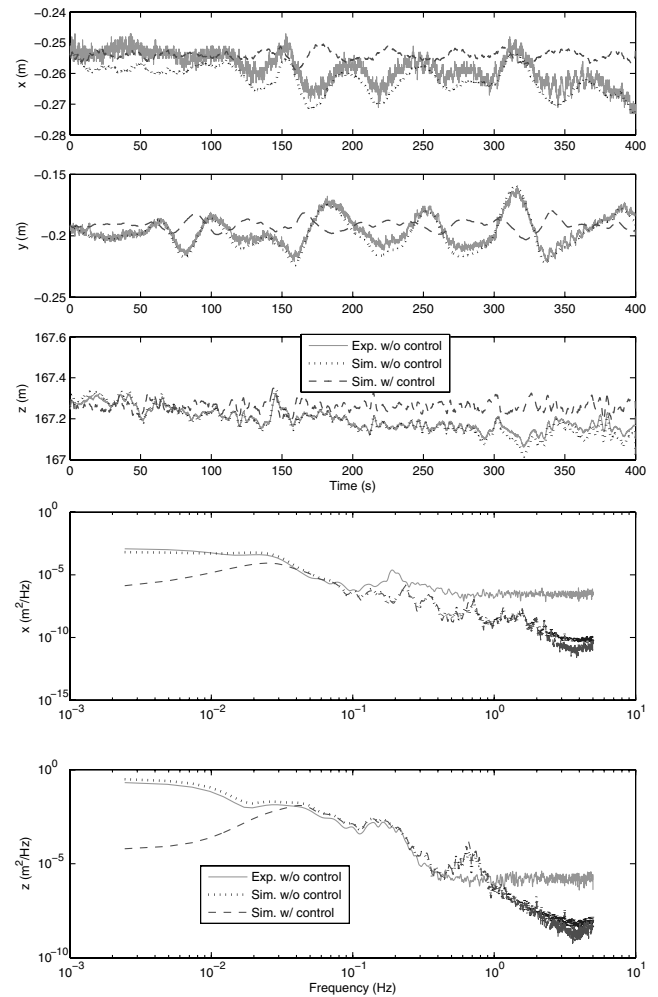 −0.24
−0.25
−0.26
−0.27
−0.28
x (m)
0 50 100 150 200 250 300 350 400
−0.15
−0.2
−0.25
y (m)
0 50 100 150 200 250 300 350 400
167.6
167.4
167.2
167
z (m)
Exp. w/o control
Sim. w/o control
Sim. w/ control
0 50 100 150 200 250 300 350 400
Time (s)
10^0
10^−5
10^−10
10^−15
x (m²/Hz)
10^−3 10^−2 10^−1 10^0 10^1
10^0
10^−5
10^−10
z (m²/Hz)
Exp. w/o control
Sim. w/o control
Sim. w/ control
10^−3 10^−2 10^−1 10^0 10^1
Frequency (Hz)